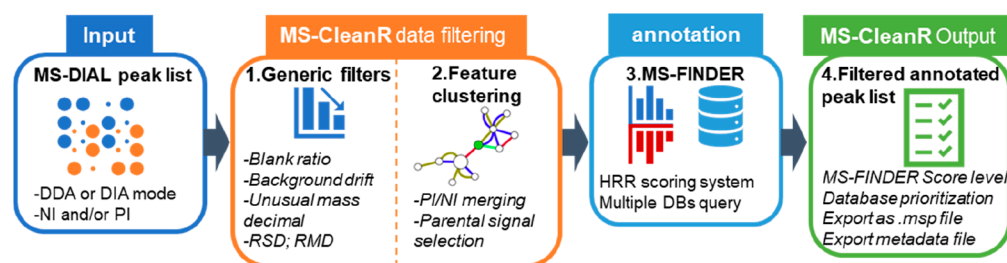 Input
MS-DIAL peak list
-DDA or DIA mode
-NI and/or PI
MS-CleanR data filtering
1.Generic filters
-Blank ratio
-Background drift
-Unusual mass
decimal
-RSD; RMD
2.Feature
clustering
-PI/NI merging
-Parental signal
selection
annotation
3.MS-FINDER
HRR scoring system
Multiple DBs query
MS-CleanR Output
4.Filtered annotated
peak list
MS-FINDER Score level
Database prioritization
Export as .msp file
Export metadata file